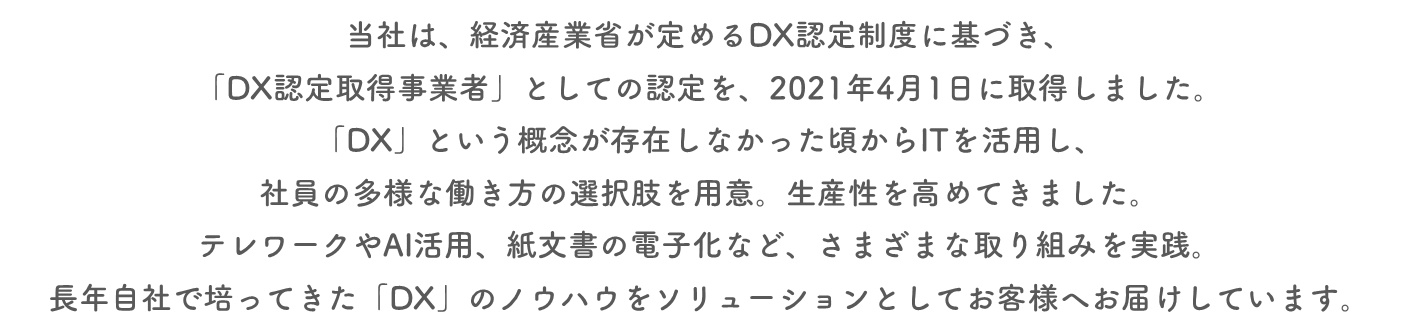 当社は、経済産業省が定めるDX認定制度に基づき、
「DX認定取得事業者」としての認定を、2021年4月1日に取得しました。
「DX」という概念が存在しなかった頃からITを活用し、
社員の多様な働き方の選択肢を用意。生産性を高めてきました。
テレワークやAI活用、紙文書の電子化など、さまざまな取り組みを実践。
長年自社で培ってきた「DX」のノウハウをソリューションとしてお客様へお届けしています。